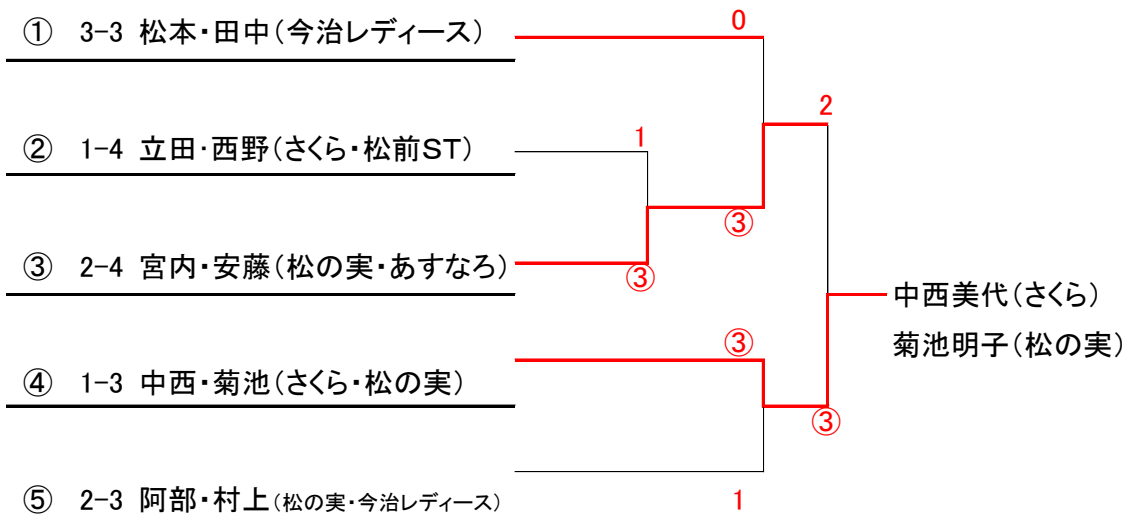 ① 3-3 松本・田中(今治レディース)
0
2
② 1-4 立田・西野(さくら・松前ST)
1
③
③ 2-4 宮内・安藤(松の実・あすなろ)
③
中西美代(さくら)
菊池明子(松の実)
③
④ 1-3 中西・菊池(さくら・松の実)
③
⑤ 2-3 阿部・村上(松の実・今治レディース)
1